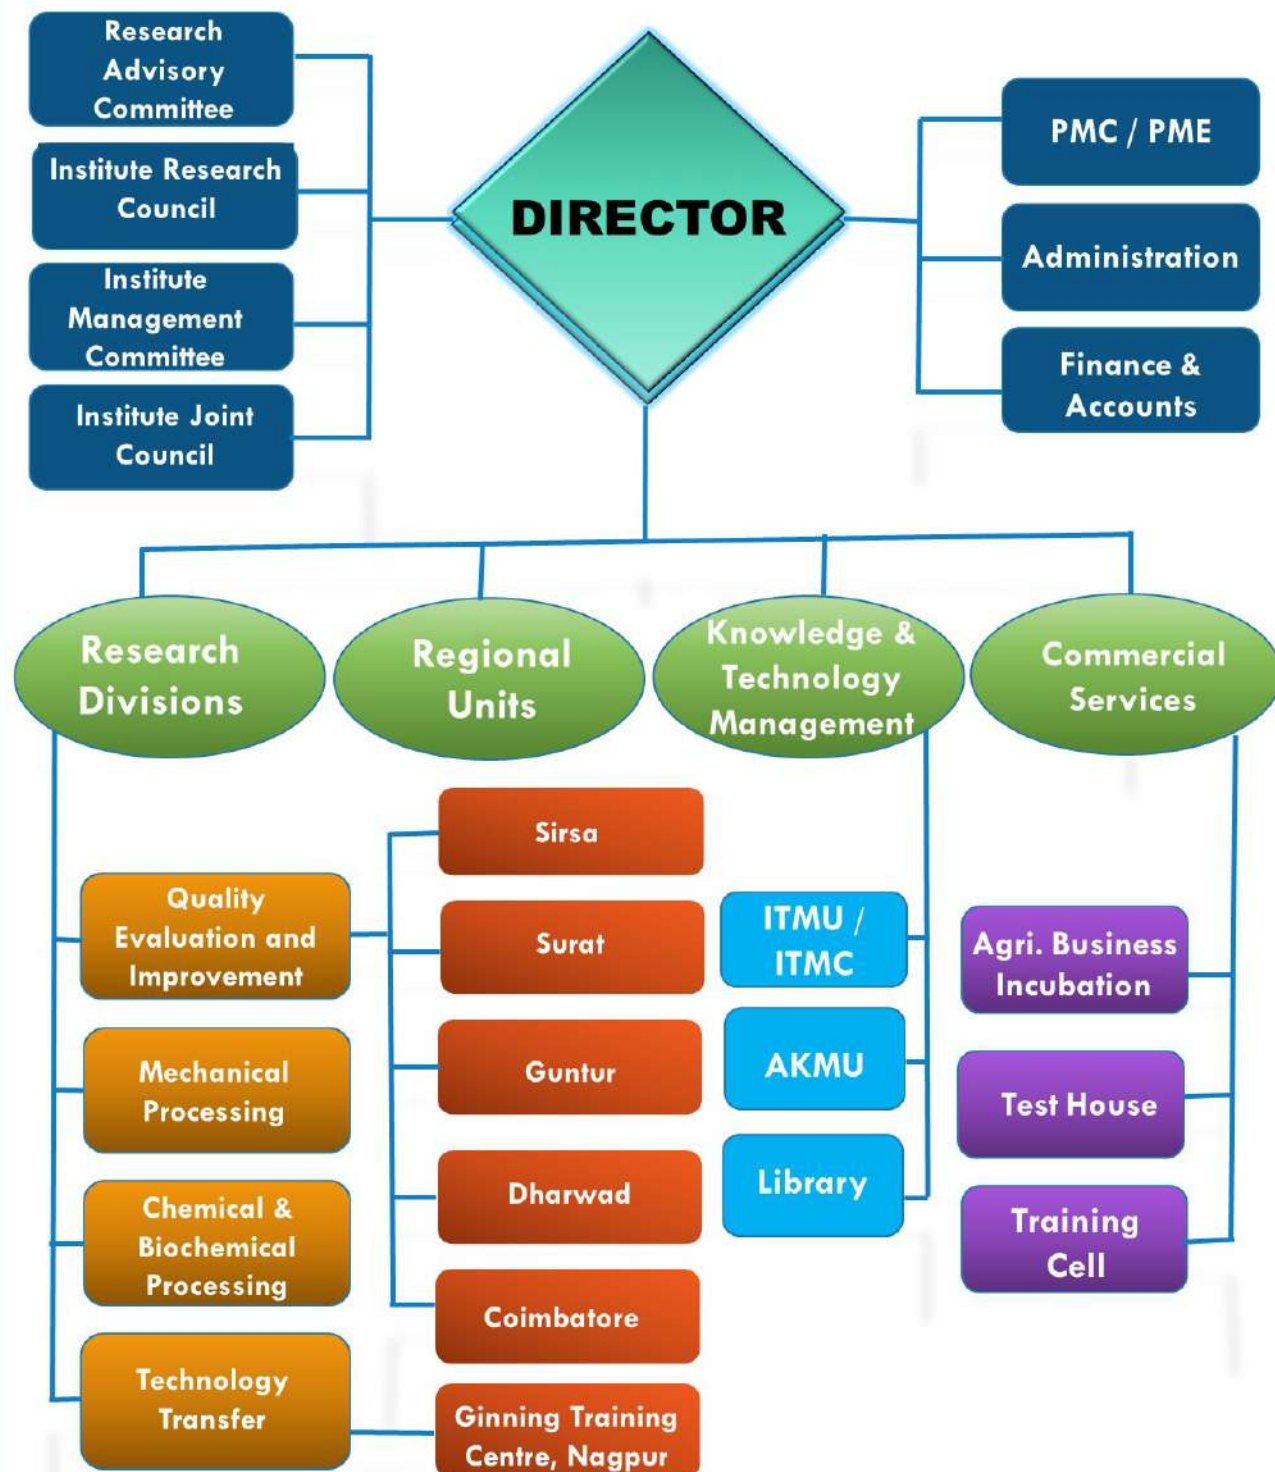 Research
Advisory
Committee
Institute Research
Council
Institute
Management
Committee
Institute Joint
Council
DIRECTOR
PMC / PME
Administration
Finance &
Accounts
Research
Divisions
Regional
Units
Knowledge &
Technology
Management
Commercial
Services
Quality
Evaluation and
Improvement
Mechanical
Processing
Chemical &
Biochemical
Processing
Technology
Transfer
Sirsa
Surat
Guntur
Dharwad
Coimbatore
Ginning Training
Centre, Nagpur
ITMU /
ITMC
AKMU
Library
Agri. Business
Incubation
Test House
Training
Cell